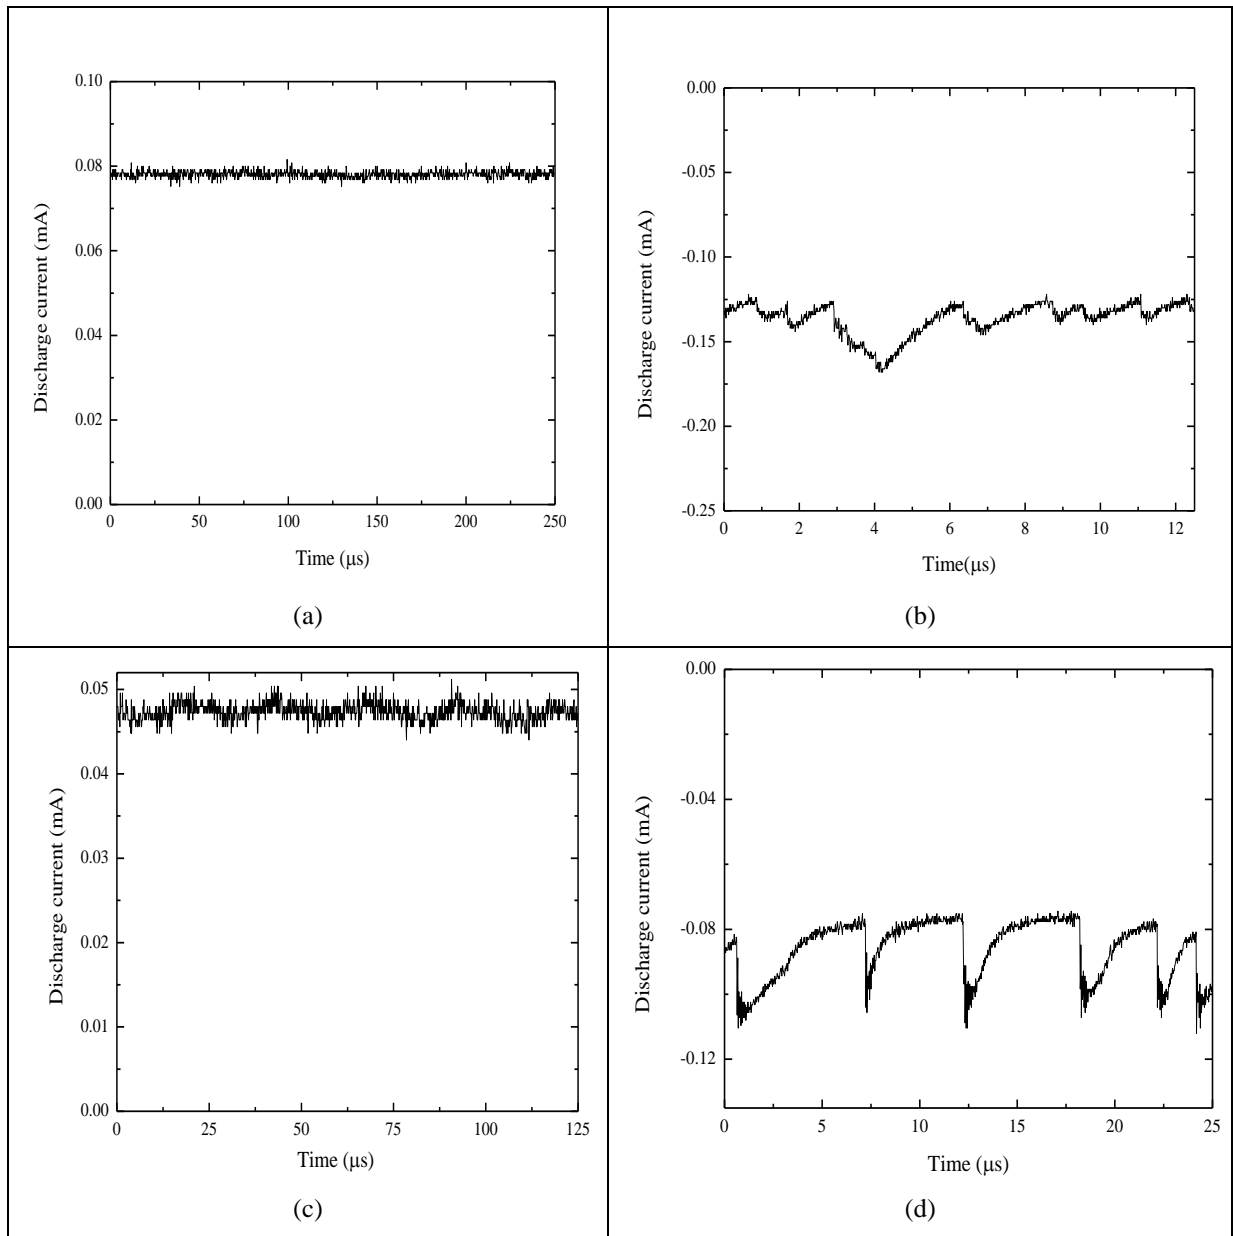 0.10
0.08
0.06
0.04
0.02
0.00
Discharge current (mA)
0 50 100 150 200 250
Time (μs)
(a)
0.00
-0.05
-0.10
-0.15
-0.20
-0.25
Discharge current (mA)
0 2 4 6 8 10 12
Time(μs)
(b)
0.05
0.04
0.03
0.02
0.01
0.00
Discharge current (mA)
0 25 50 75 100 125
Time (μs)
(c)
0.00
-0.04
-0.08
-0.12
Discharge current (mA)
0 5 10 15 20 25
Time (μs)
(d)